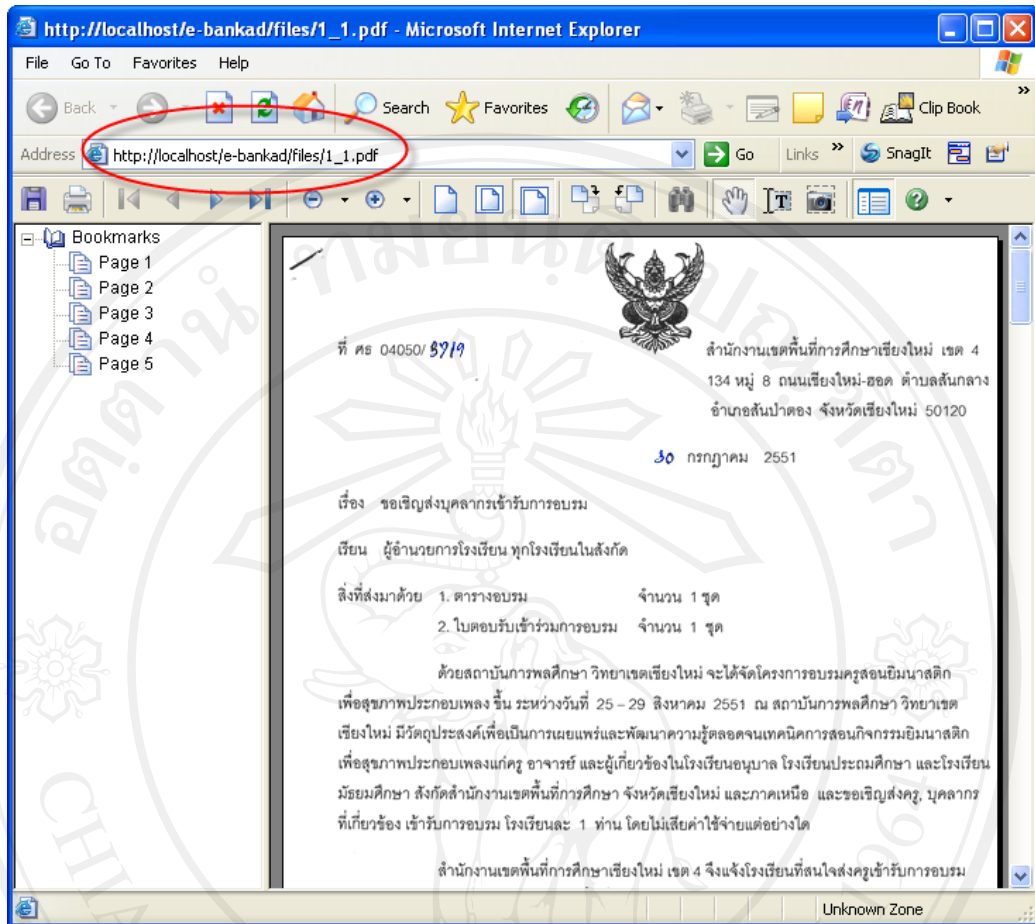 http://localhost/e-bankad/files/1_1.pdf - Microsoft Internet Explorer
File Go To Favorites Help
Back Search Favorites Clip Book
Address http://localhost/e-bankad/files/1_1.pdf Go Links SnagIt
Bookmarks
Page 1
Page 2
Page 3
Page 4
Page 5
ที่ ศธ 04050/3719
สำนักงานเขตพื้นที่การศึกษาเชียงใหม่ เขต 4
134 หมู่ 8 ถนนเชียงใหม่-ฮอด ตำบลสันกลาง
อำเภอสันป่าตอง จังหวัดเชียงใหม่ 50120
30 กรกฎาคม 2551
เรื่อง ขอเชิญส่งบุคลากรเข้ารับการอบรม
เรียน ผู้อำนวยการโรงเรียน ทุกโรงเรียนในสังกัด
สิ่งที่ส่งมาด้วย 1. ตารางอบรม จำนวน 1 ชุด
2. ใบตอบรับเข้าร่วมการอบรม จำนวน 1 ชุด
ด้วยสถาบันการพลศึกษา วิทยาเขตเชียงใหม่ จะได้จัดโครงการอบรมครูสอนยิมนาสติก
เพื่อสุขภาพประกอบเพลง ขึ้น ระหว่างวันที่ 25 – 29 สิงหาคม 2551 ณ สถาบันการพลศึกษา วิทยาเขต
เชียงใหม่ มีวัตถุประสงค์เพื่อเป็นการเผยแพร่และพัฒนาความรู้ตลอดจนเทคนิคการสอนกิจกรรมยิมนาสติก
เพื่อสุขภาพประกอบเพลงแก่ครู อาจารย์ และผู้เกี่ยวข้องในโรงเรียนอนุบาล โรงเรียนประถมศึกษา และโรงเรียน
มัธยมศึกษา สังกัดสำนักงานเขตพื้นที่การศึกษา จังหวัดเชียงใหม่ และภาคเหนือ และขอเชิญส่งครู, บุคลากร
ที่เกี่ยวข้อง เข้ารับการอบรม โรงเรียนละ 1 ท่าน โดยไม่เสียค่าใช้จ่ายแต่อย่างใด
สำนักงานเขตพื้นที่การศึกษาเชียงใหม่ เขต 4 จึงแจ้งโรงเรียนที่สนใจส่งครูเข้ารับการอบรม
Unknown Zone